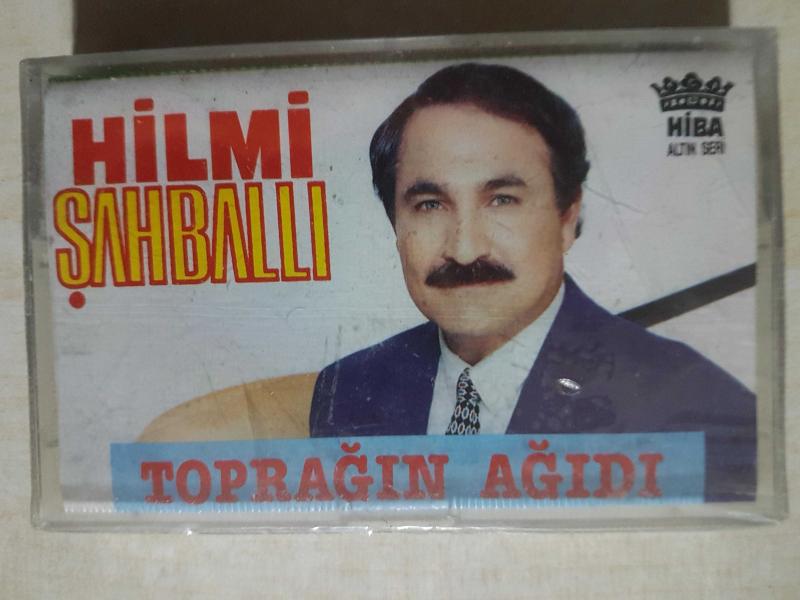 HİLMİ
ŞAHBALLI
HİBA
ALTIN SERİ
TOPRAĞIN AĞIDI